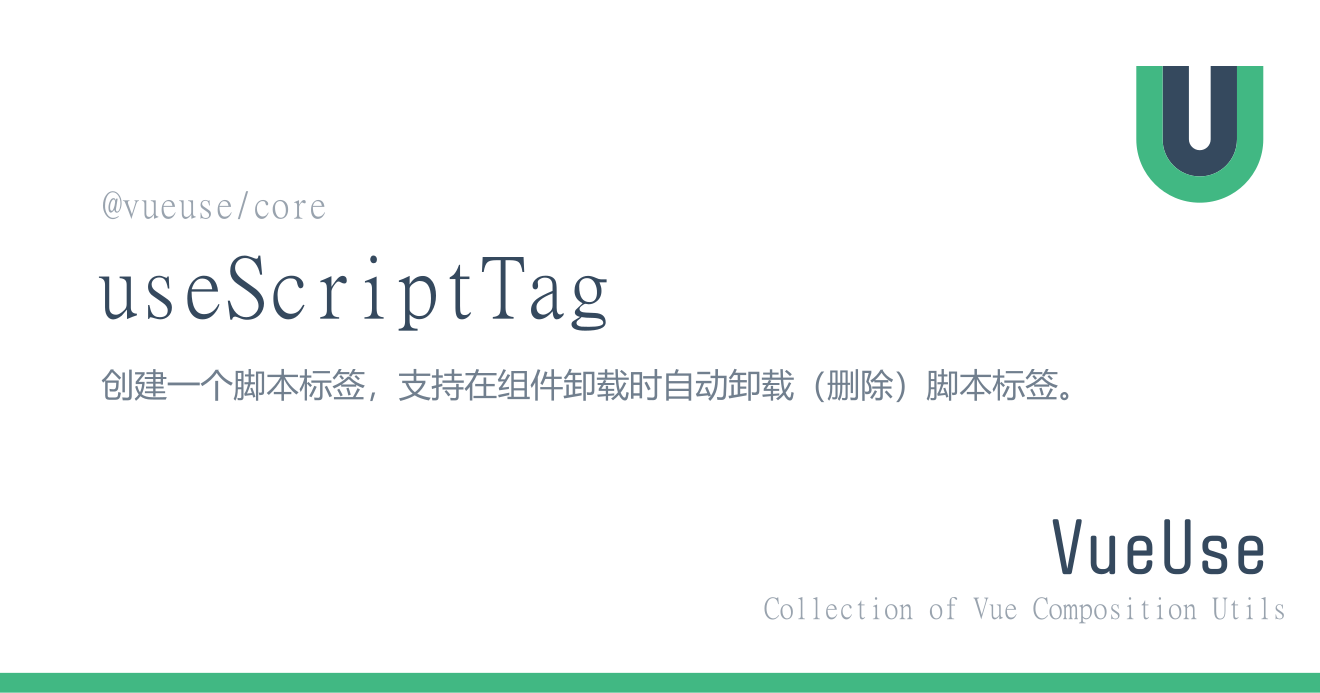 @vueuse/core
useScriptTag
创建一个脚本标签，支持在组件卸载时自动卸载（删除）脚本标签。
VueUse
Collection of Vue Composition Utils